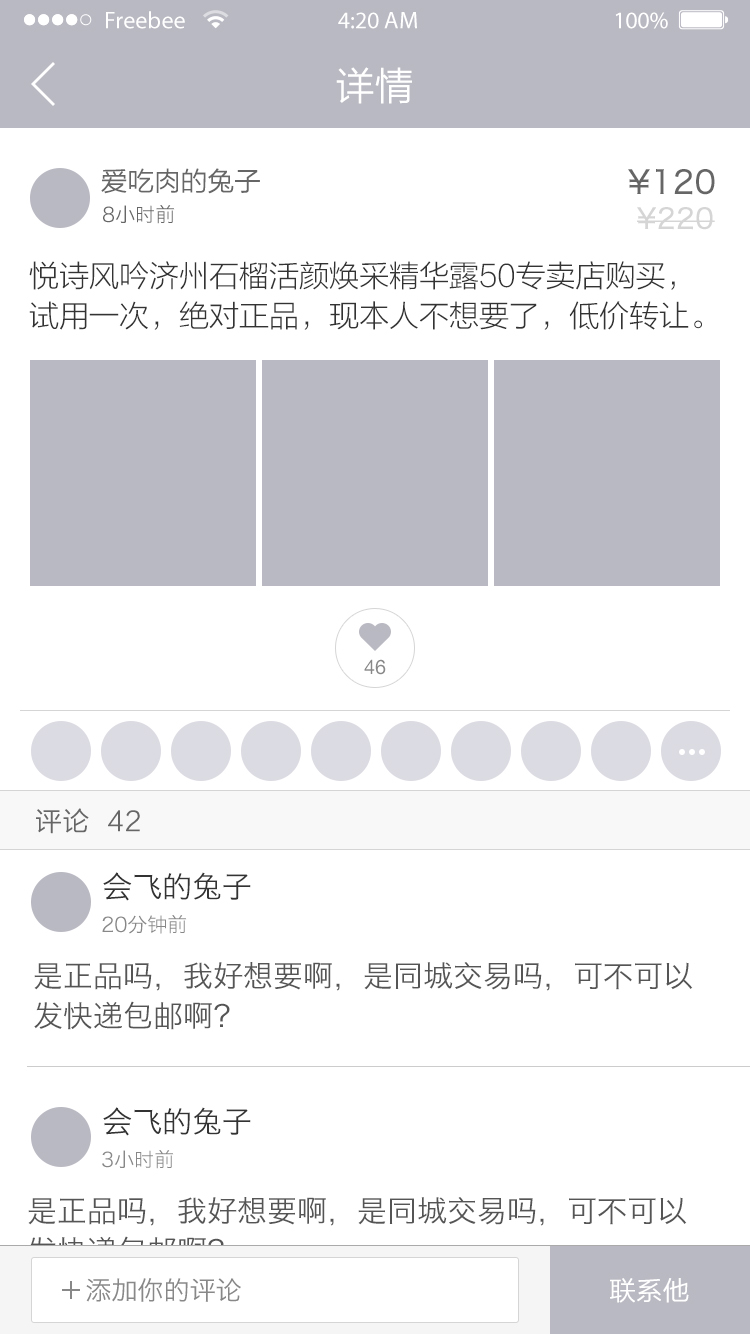 Freebee 4:20 AM 100%
详情
爱吃肉的兔子
8小时前
¥120
¥220
悦诗风吟济州石榴活颜焕采精华露50专卖店购买，
试用一次，绝对正品，现本人不想要了，低价转让。
46
评论 42
会飞的兔子
20分钟前
是正品吗，我好想要啊，是同城交易吗，可不可以
发快递包邮啊?
会飞的兔子
3小时前
是正品吗，我好想要啊，是同城交易吗，可不可以
发快递包邮啊?
+添加你的评论
联系他